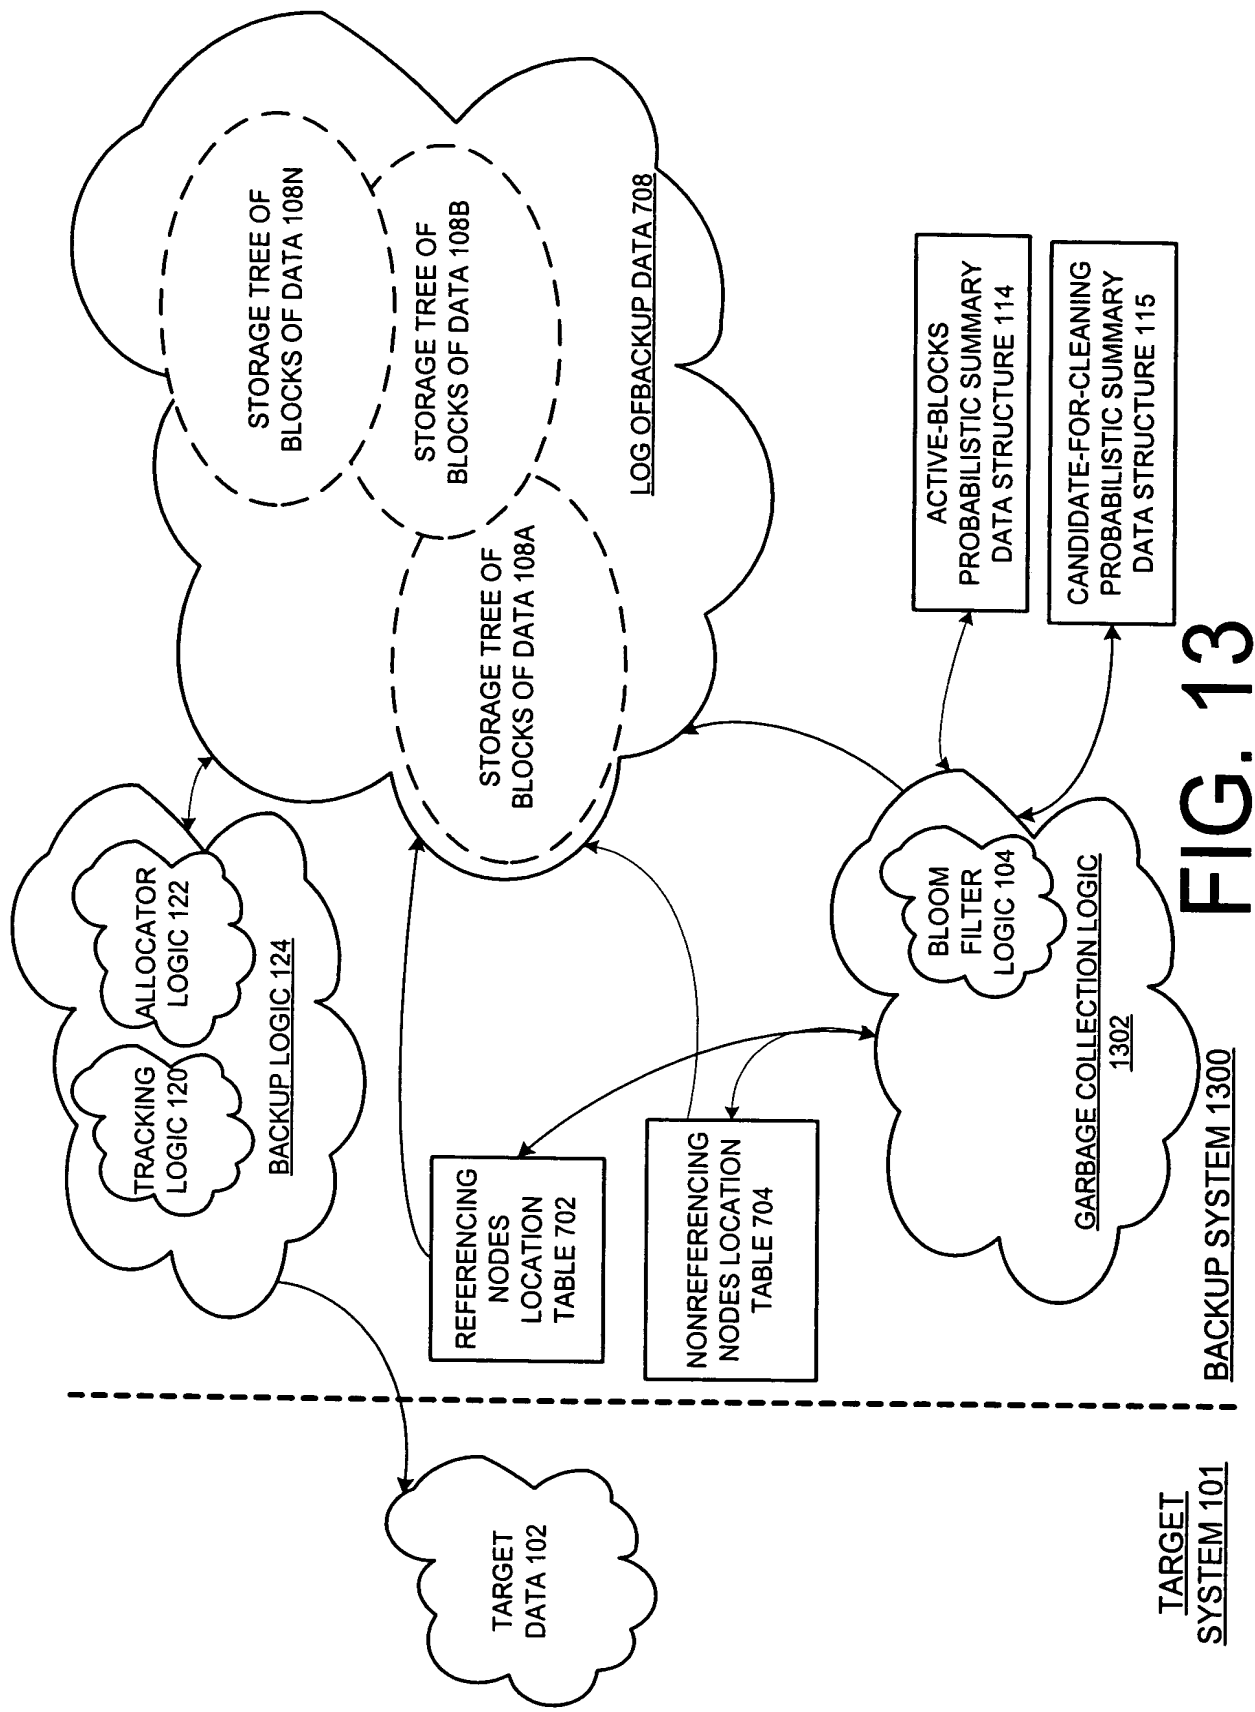 TARGET
DATA 102
TARGET
SYSTEM 101
TRACKING
LOGIC 120
ALLOCATOR
LOGIC 122
BACKUP LOGIC 124
REFERENCING
NODES
LOCATION
TABLE 702
NONREFERENCING
NODES LOCATION
TABLE 704
BLOOM
FILTER
LOGIC 104
GARBAGE COLLECTION LOGIC
1302
BACKUP SYSTEM 1300
STORAGE TREE OF
BLOCKS OF DATA 108N
STORAGE TREE OF
BLOCKS OF DATA 108B
STORAGE TREE OF
BLOCKS OF DATA 108A
LOG OFBACKUP DATA 708
ACTIVE-BLOCKS
PROBABILISTIC SUMMARY
DATA STRUCTURE 114
CANDIDATE-FOR-CLEANING
PROBABILISTIC SUMMARY
DATA STRUCTURE 115
FIG. 13